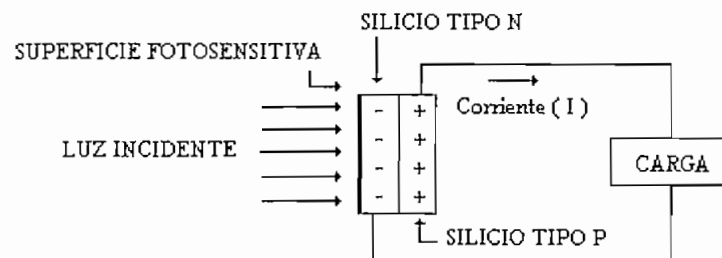 SILICIO TIPO N
SUPERFICIE FOTOSENSITIVA
Corriente ( I )
LUZ INCIDENTE
CARGA
SILICIO TIPO P
- +
- +
- +
- +